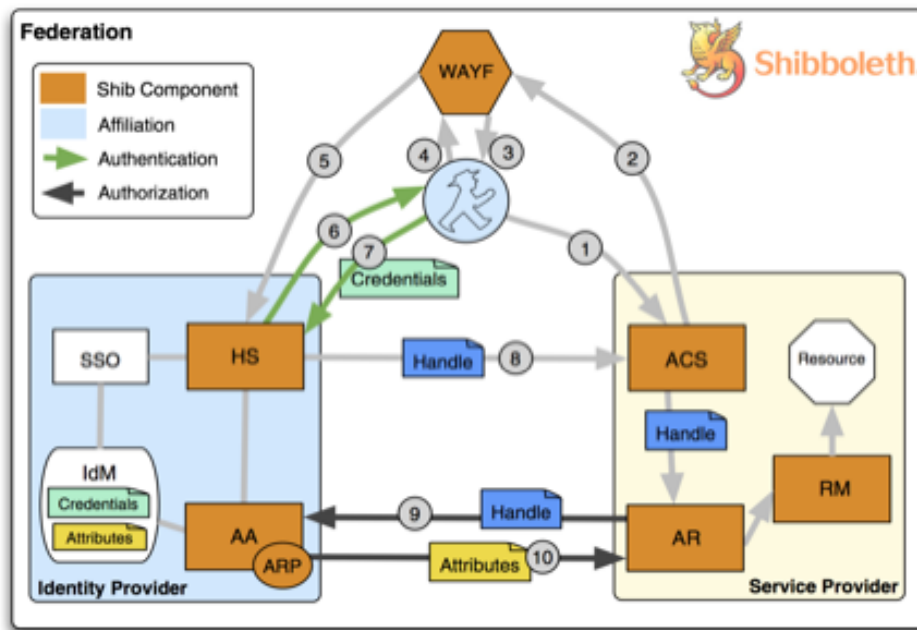 Federation
Shibboleth
Shib Component
Affiliation
Authentication
Authorization
WAYF
5
4
3
2
6
7
1
Credentials
SSO
HS
Handle
8
ACS
Resource
Handle
IdM
Credentials
Attributes
AA
ARP
9
Handle
Attributes
10
AR
RM
Identity Provider
Service Provider